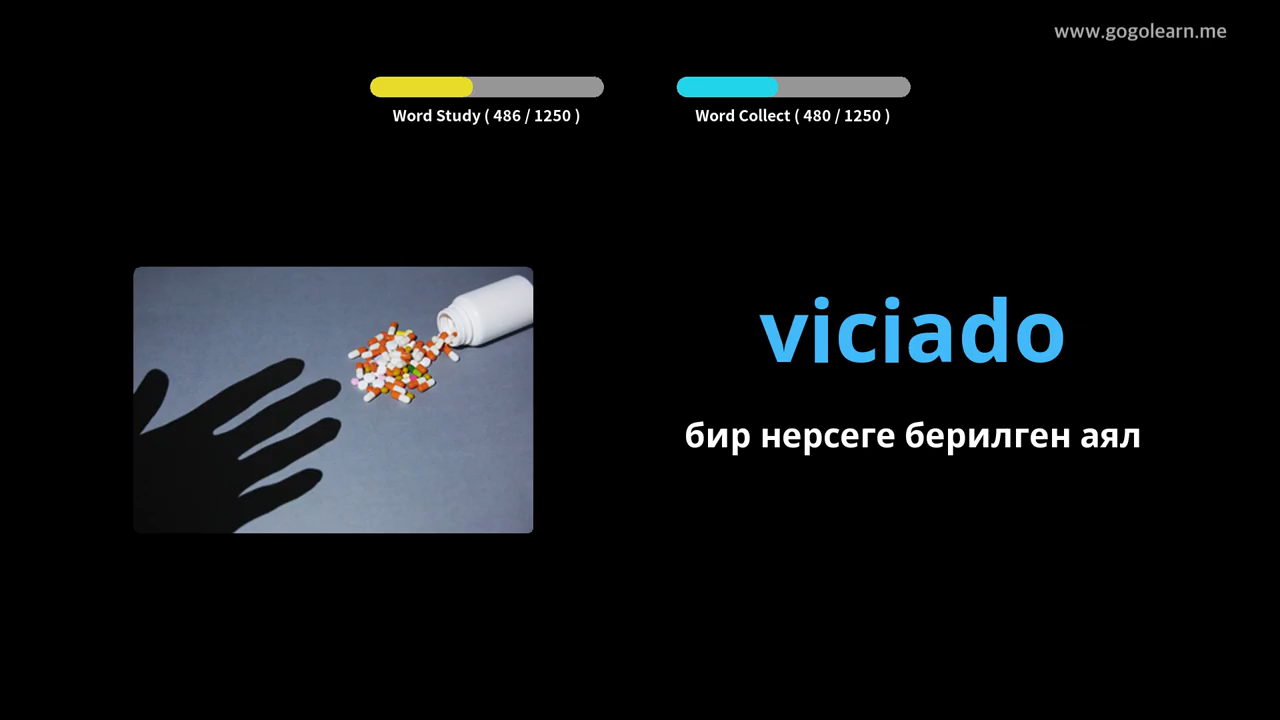 www.gogolearn.me
Word Study ( 486 / 1250 )
Word Collect ( 480 / 1250 )
viciado
бир нерсеге берилген аял